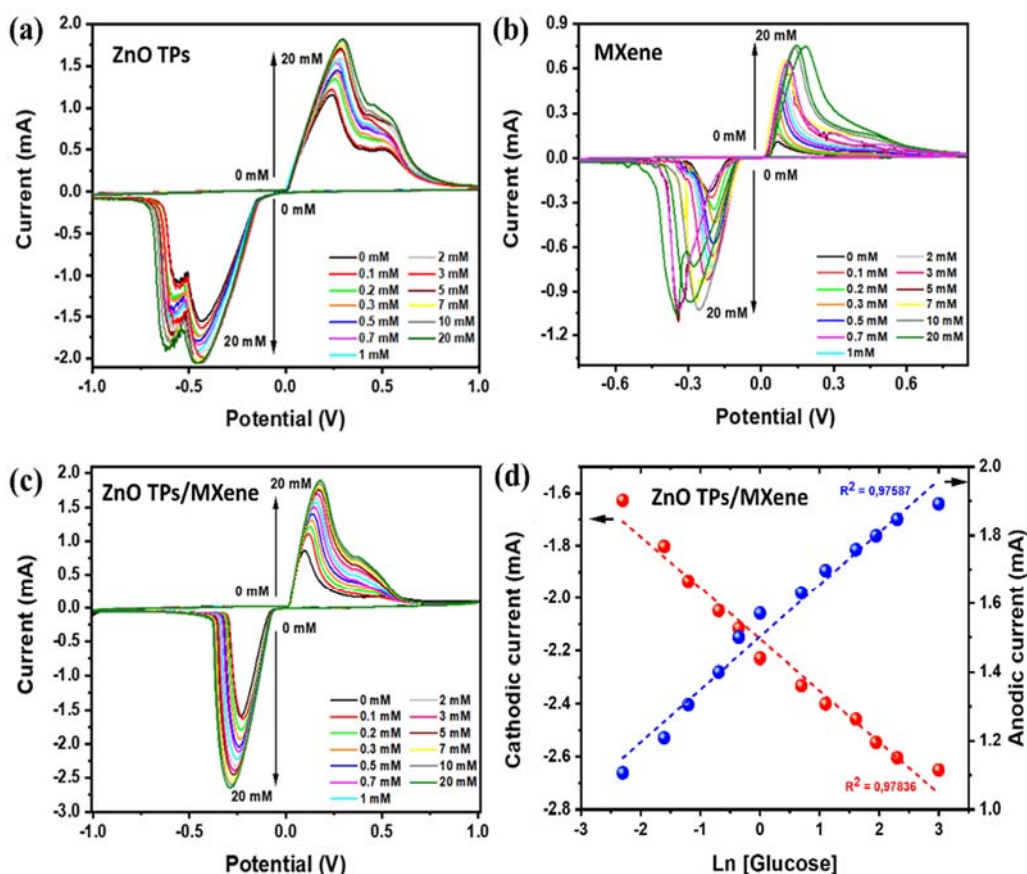 (a)
ZnO TPs
20 mM
0 mM
0 mM
20 mM
0 mM
0.1 mM
0.2 mM
0.3 mM
0.5 mM
0.7 mM
1 mM
2 mM
3 mM
5 mM
7 mM
10 mM
20 mM
2.0
1.5
1.0
0.5
0.0
-0.5
-1.0
-1.5
-2.0
Current (mA)
-1.0 -0.5 0.0 0.5 1.0
Potential (V)
(b)
MXene
20 mM
0 mM
0 mM
20 mM
0 mM
0.1 mM
0.2 mM
0.3 mM
0.5 mM
0.7 mM
1mM
2 mM
3 mM
5 mM
7 mM
10 mM
20 mM
0.9
0.6
0.3
0.0
-0.3
-0.6
-0.9
-1.2
Current (mA)
-0.6 -0.3 0.0 0.3 0.6
Potential (V)
(c)
ZnO TPs/MXene
20 mM
0 mM
0 mM
20 mM
0 mM
0.1 mM
0.2 mM
0.3 mM
0.5 mM
0.7 mM
1 mM
2 mM
3 mM
5 mM
7 mM
10 mM
20 mM
2.0
1.5
1.0
0.5
0.0
-0.5
-1.0
-1.5
-2.0
-2.5
-3.0
Current (mA)
-1.0 -0.5 0.0 0.5 1.0
Potential (V)
(d)
ZnO TPs/MXene
R² = 0,97587
R² = 0,97836
-1.6
-1.8
-2.0
-2.2
-2.4
-2.6
-2.8
Cathodic current (mA)
2.0
1.9
1.8
1.7
1.6
1.5
1.4
1.3
1.2
1.1
1.0
Anodic current (mA)
-3 -2 -1 0 1 2 3
Ln [Glucose]